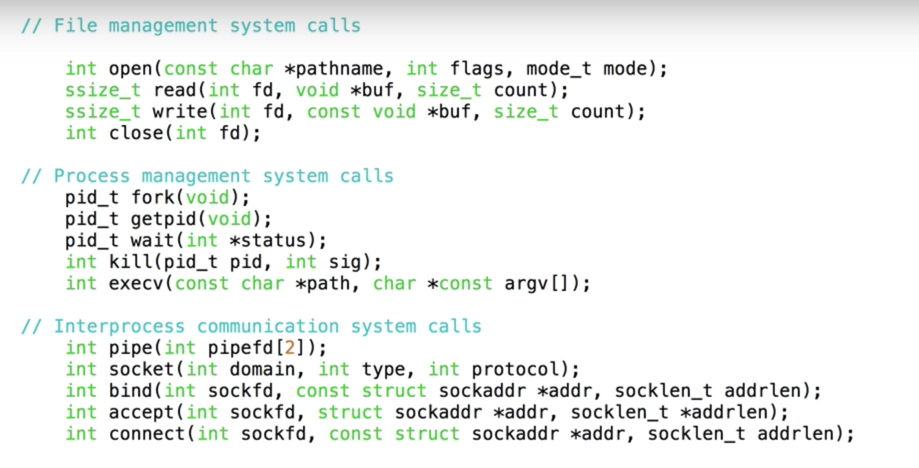 // File management system calls
int open(const char *pathname, int flags, mode_t mode);
ssize_t read(int fd, void *buf, size_t count);
ssize_t write(int fd, const void *buf, size_t count);
int close(int fd);
// Process management system calls
pid_t fork(void);
pid_t getpid(void);
pid_t wait(int *status);
int kill(pid_t pid, int sig);
int execv(const char *path, char *const argv[]);
// Interprocess communication system calls
int pipe(int pipefd[2]);
int socket(int domain, int type, int protocol);
int bind(int sockfd, const struct sockaddr *addr, socklen_t addrlen);
int accept(int sockfd, struct sockaddr *addr, socklen_t *addrlen);
int connect(int sockfd, const struct sockaddr *addr, socklen_t addrlen);